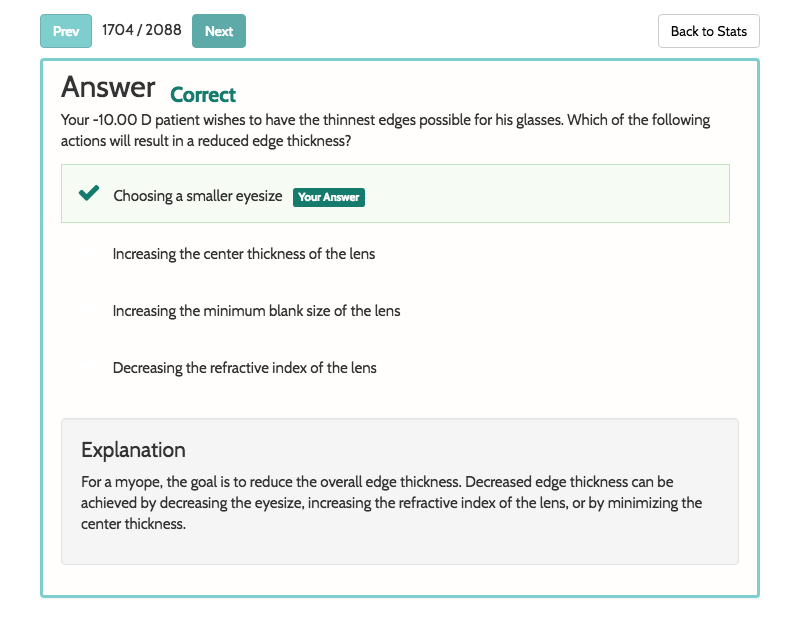 Prev 1704 / 2088 Next Back to Stats
Answer Correct
Your -10.00 D patient wishes to have the thinnest edges possible for his glasses. Which of the following
actions will result in a reduced edge thickness?
Choosing a smaller eyesize Your Answer
Increasing the center thickness of the lens
Increasing the minimum blank size of the lens
Decreasing the refractive index of the lens
Explanation
For a myope, the goal is to reduce the overall edge thickness. Decreased edge thickness can be
achieved by decreasing the eyesize, increasing the refractive index of the lens, or by minimizing the
center thickness.